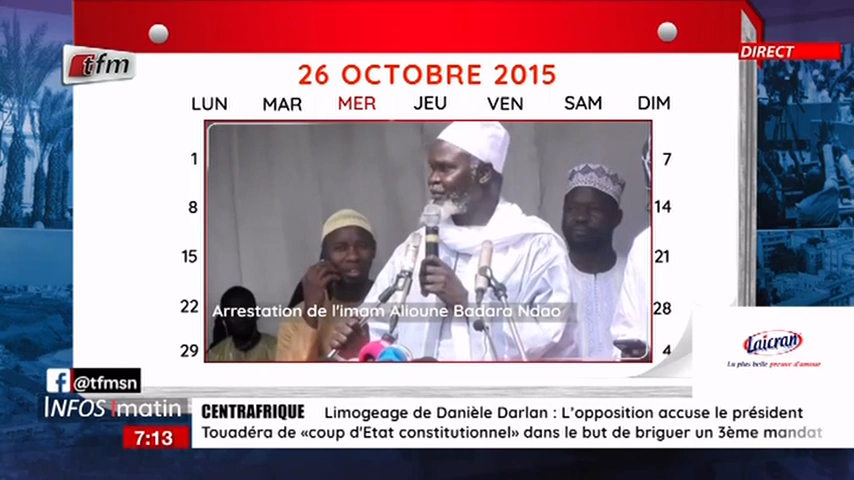 tfm
DIRECT
26 OCTOBRE 2015
LUN MAR MER JEU VEN SAM DIM
1 7
8 14
15 21
22 28
29 4
Arrestation de l'imam Alioune Badara Ndao
Laicran
La plus belle preuve d'amour
f @tfmsn
INFOS matin
7:13
CENTRAFRIQUE Limogeage de Danièle Darlan : L'opposition accuse le président
Touadéra de «coup d'Etat constitutionnel» dans le but de briguer un 3ème mandat